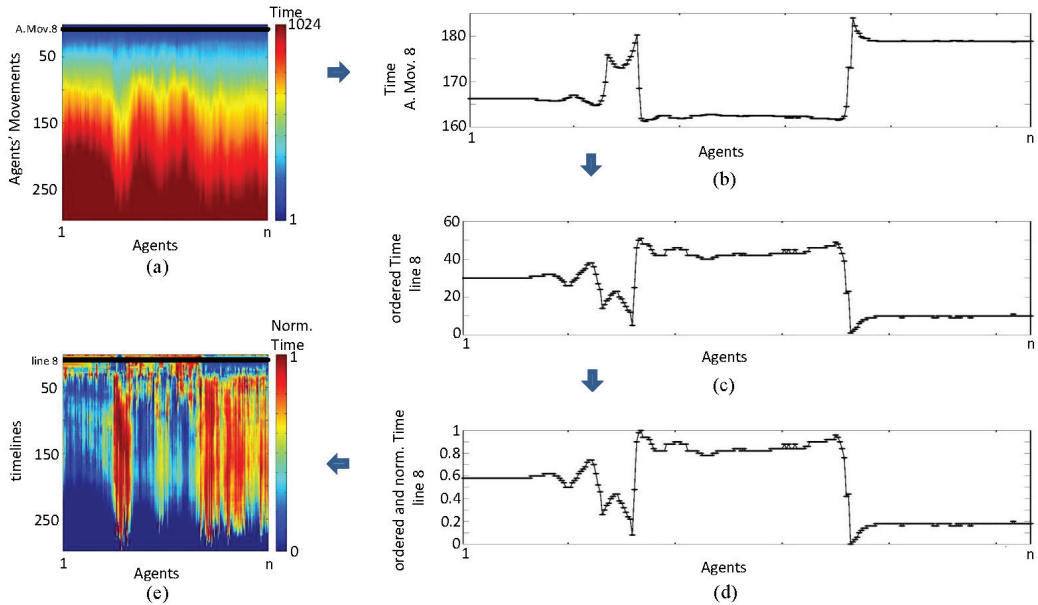 Time
1024
A. Mov.8
50
150
250
Agents' Movements
1
1
n
Agents
(a)
180
170
160
Time
A. Mov. 8
1
n
Agents
(b)
60
40
20
0
ordered Time
line 8
1
n
Agents
(c)
Norm.
Time
1
line 8
50
150
250
timelines
0
1
n
Agents
(e)
1
0.8
0.6
0.4
0.2
0
ordered and norm. Time
line 8
1
n
Agents
(d)